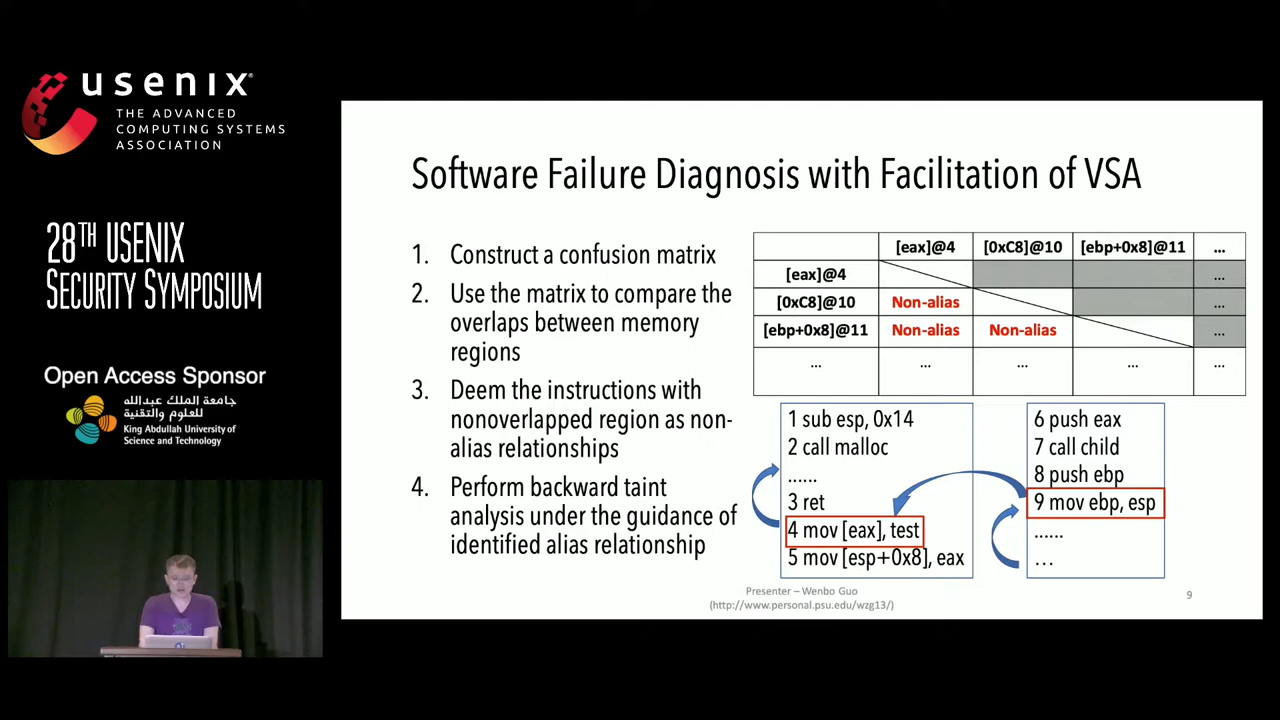 usenix
THE ADVANCED
COMPUTING SYSTEMS
ASSOCIATION
28TH USENIX
SECURITY SYMPOSIUM
Open Access Sponsor
جامعة الملك عبدالله
للعلوم والتقنية
King Abdullah University of
Science and Technology
Software Failure Diagnosis with Facilitation of VSA
1. Construct a confusion matrix
2. Use the matrix to compare the
overlaps between memory
regions
3. Deem the instructions with
nonoverlapped region as non-
alias relationships
4. Perform backward taint
analysis under the guidance of
identified alias relationship
[eax]@4 [0xC8]@10 [ebp+0x8]@11 ...
[eax]@4 ...
[0xC8]@10 Non-alias ...
[ebp+0x8]@11 Non-alias Non-alias ...
... ... ... ... ...
1 sub esp, 0x14
2 call malloc
......
3 ret
4 mov [eax], test
5 mov [esp+0x8], eax
6 push eax
7 call child
8 push ebp
9 mov ebp, esp
......
...
Presenter – Wenbo Guo
(http://www.personal.psu.edu/wzg13/)
9